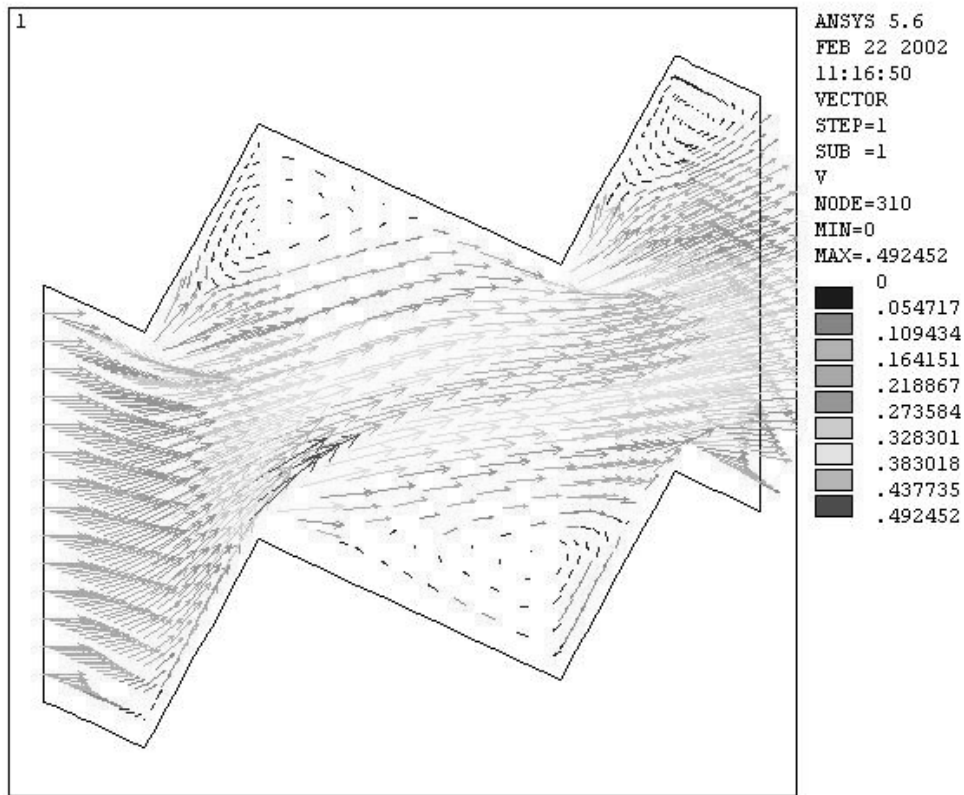 1
ANSYS 5.6
FEB 22 2002
11:16:50
VECTOR
STEP=1
SUB =1
V
NODE=310
MIN=0
MAX=.492452
0
.054717
.109434
.164151
.218867
.273584
.328301
.383018
.437735
.492452